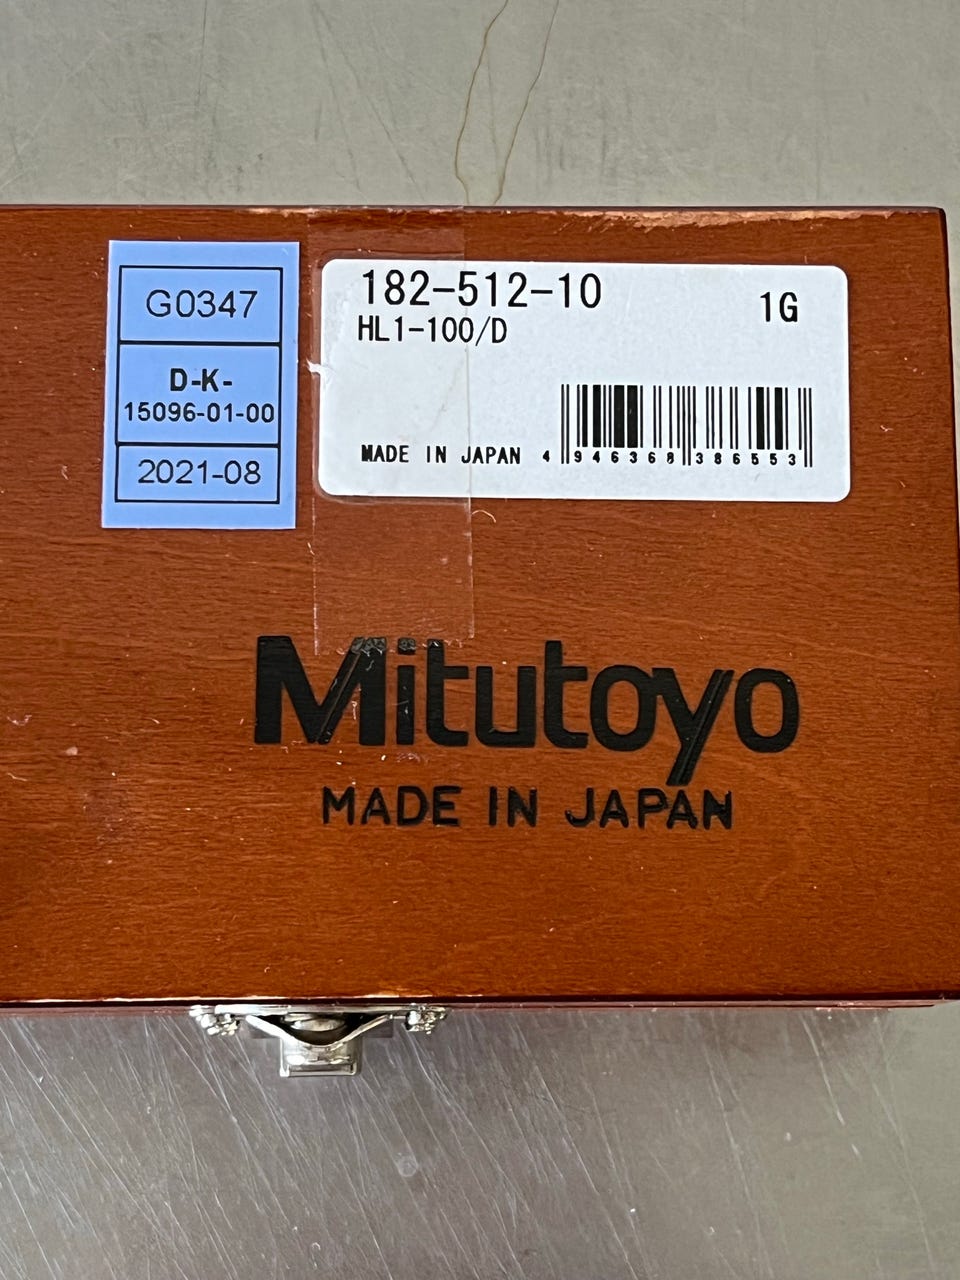 G0347
D-K-
15096-01-00
2021-08
182-512-10
1G
HL1-100/D
MADE IN JAPAN
4 946368 386553
Mitutoyo
MADE IN JAPAN